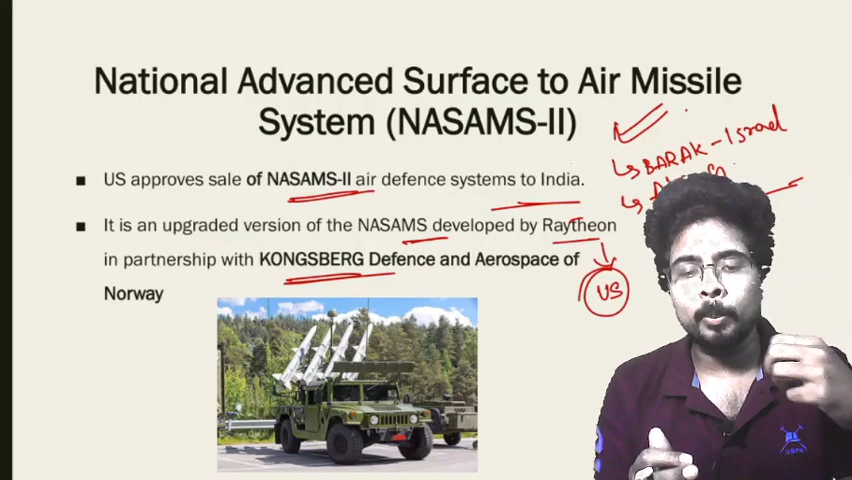 National Advanced Surface to Air Missile
System (NASAMS-II)
US approves sale of NASAMS-II air defence systems to India.
It is an upgraded version of the NASAMS developed by Raytheon
in partnership with KONGSBERG Defence and Aerospace of
Norway
BARAK - Israel
US